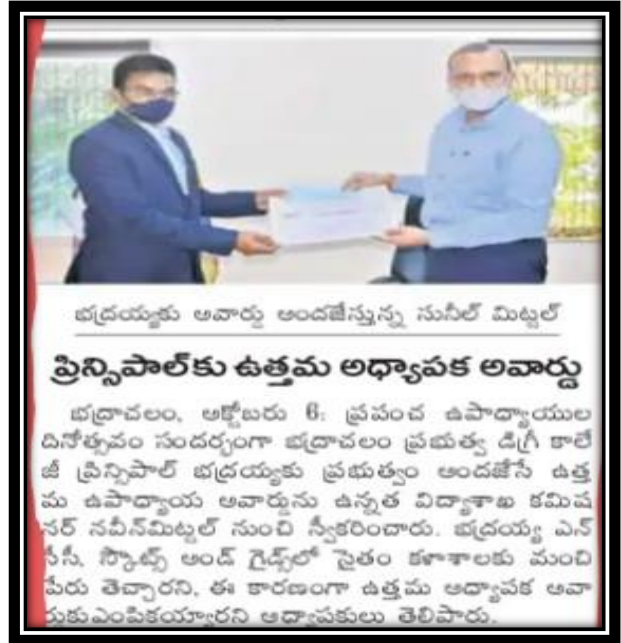 భద్రయ్యకు అవార్డు అందజేస్తున్న సునీల్ మిట్టల్
ప్రిన్సిపాల్‌కు ఉత్తమ అధ్యాపక అవార్డు
భద్రాచలం, అక్టోబరు 6: ప్రపంచ ఉపాధ్యాయుల
దినోత్సవం సందర్భంగా భద్రాచలం ప్రభుత్వ డిగ్రీ కాలే
జీ ప్రిన్సిపాల్ భద్రయ్యకు ప్రభుత్వం అందజేసే ఉత్త
మ ఉపాధ్యాయ అవార్డును ఉన్నత విద్యాశాఖ కమిష
నర్ నవీన్‌మిట్టల్ నుంచి స్వీకరించారు. భద్రయ్య ఎన్
సీసీ, స్కౌట్స్ అండ్ గైడ్స్‌లో సైతం కళాశాలకు మంచి
పేరు తెచ్చారని, ఈ కారణంగా ఉత్తమ అధ్యాపక అవా
ర్డుకుఎంపికయ్యారని అధ్యాపకులు తెలిపారు.